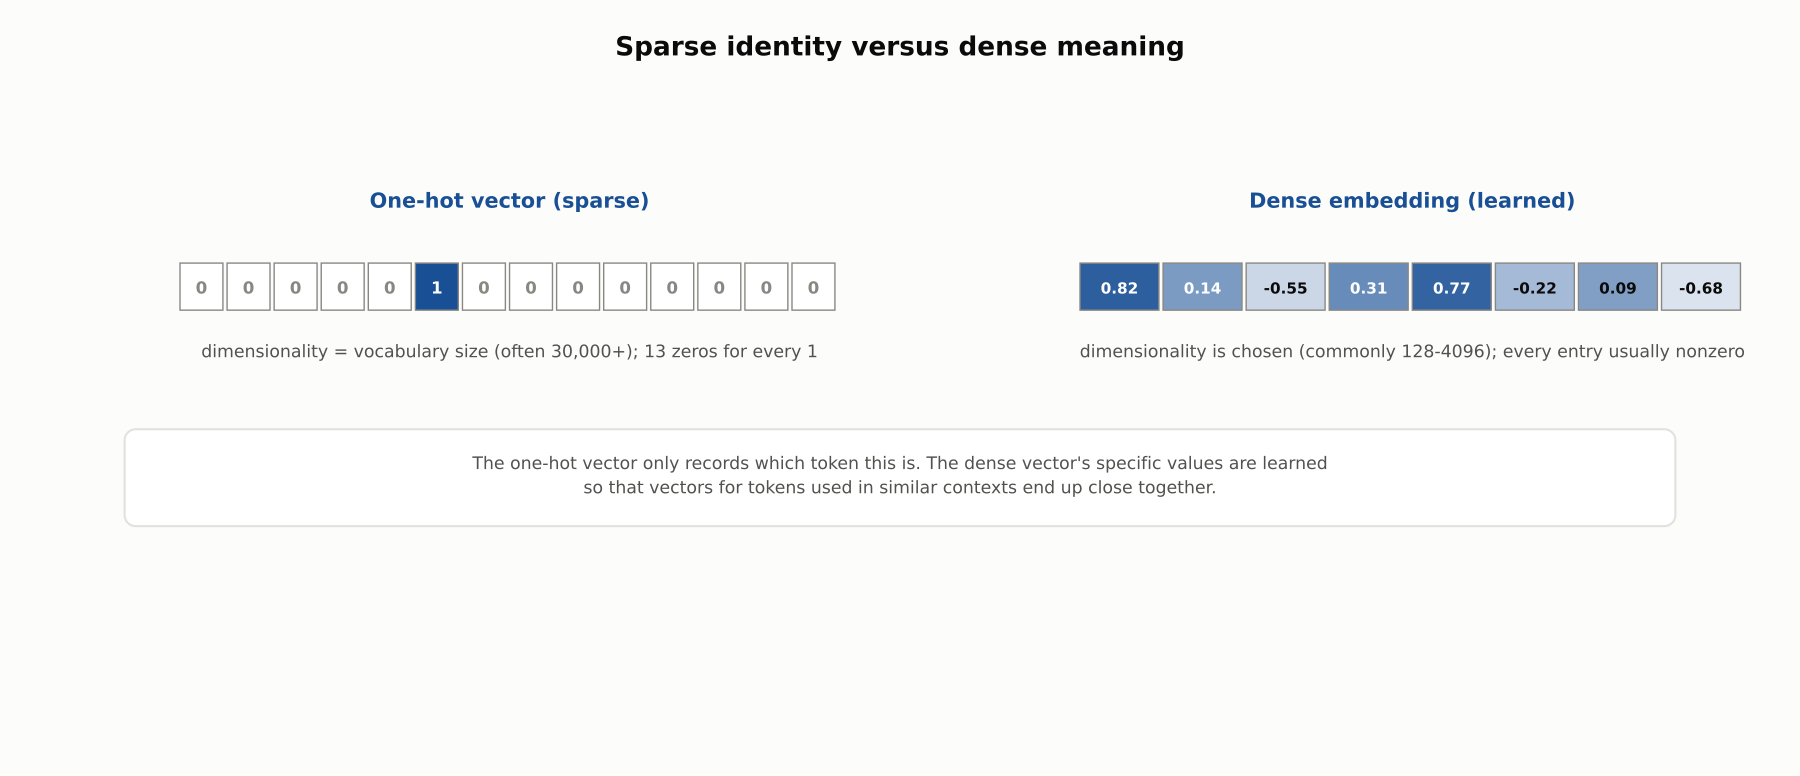 Sparse identity versus dense meaning
One-hot vector (sparse)
0 0 0 0 0 1 0 0 0 0 0 0 0 0
dimensionality = vocabulary size (often 30,000+); 13 zeros for every 1
Dense embedding (learned)
0.82 0.14 -0.55 0.31 0.77 -0.22 0.09 -0.68
dimensionality is chosen (commonly 128-4096); every entry usually nonzero
The one-hot vector only records which token this is. The dense vector's specific values are learned
so that vectors for tokens used in similar contexts end up close together.